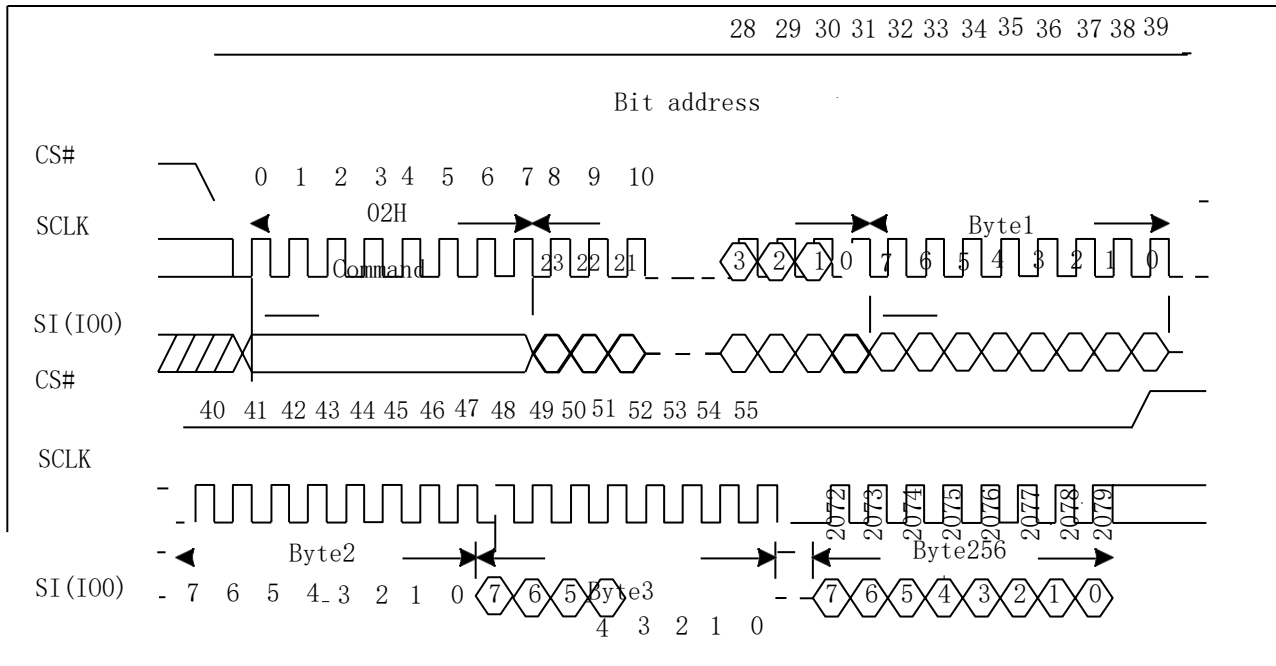 28 29 30 31 32 33 34 35 36 37 38 39
Bit address
CS#
0 1 2 3 4 5 6 7 8 9 10
SCLK
02H
Byte1
Command
23 22 21
3 2 1 0 7 6 5 4 3 2 1 0
SI(IO0)
CS#
40 41 42 43 44 45 46 47 48 49 50 51 52 53 54 55
SCLK
2072 2073 2074 2075 2076 2077 2078 2079
Byte2
Byte256
SI(IO0)
7 6 5 4 3 2 1 0 7 6 5
Byte3
7 6 5 4 3 2 1 0
4 3 2 1 0